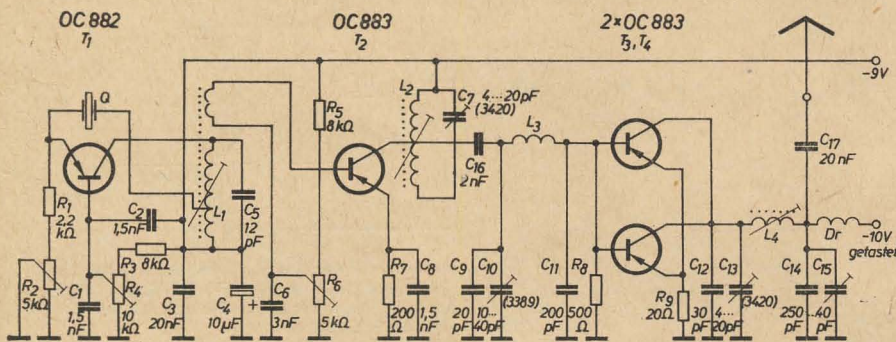 OC 882
T1
OC 883
T2
2×OC 883
T3, T4
-9V
Q
R5
8kΩ
L2
C7
4...20pF
(3420)
L3
C16
2nF
C17
20nF
R1
2,2
kΩ
C2
1,5nF
L1
C5
12
pF
R2
5kΩ
C1
1,5
nF
R3
8kΩ
R4
10
kΩ
C3
20nF
C4
10µF
+
C6
3nF
R6
5kΩ
R7
200
Ω
C8
1,5
nF
C9
20
pF
C10
10...
40pF
(3389)
C11
200
pF
R8
500
Ω
R9
20Ω
C12
30
pF
C13
4...
20pF
(3420)
L4
Dr
-10V
getastet
C14
250
pF
C15
...40
pF